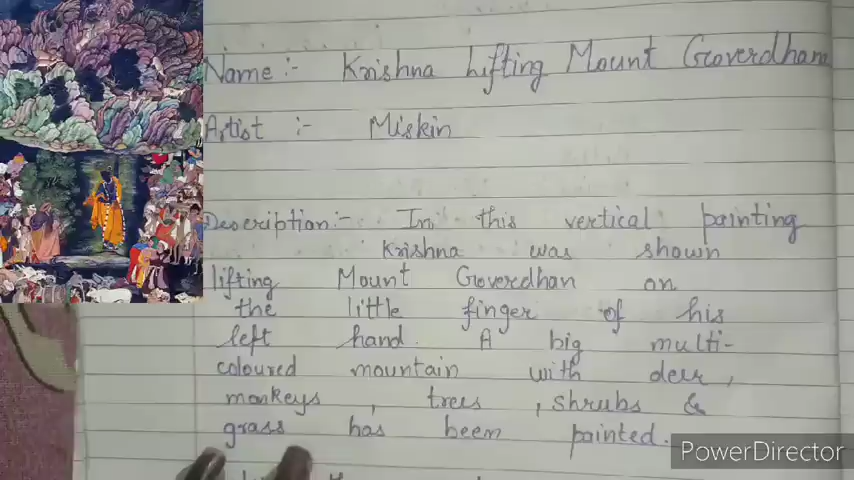 Name :- Krishna Lifting Mount Goverdhan
Artist :- Miskin
Description:- In this vertical painting
Krishna was shown
lifting Mount Goverdhan on
the little finger of his
left hand. A big multi-
coloured mountain with deer,
monkeys, trees, shrubs &
grass has been painted.
PowerDirector